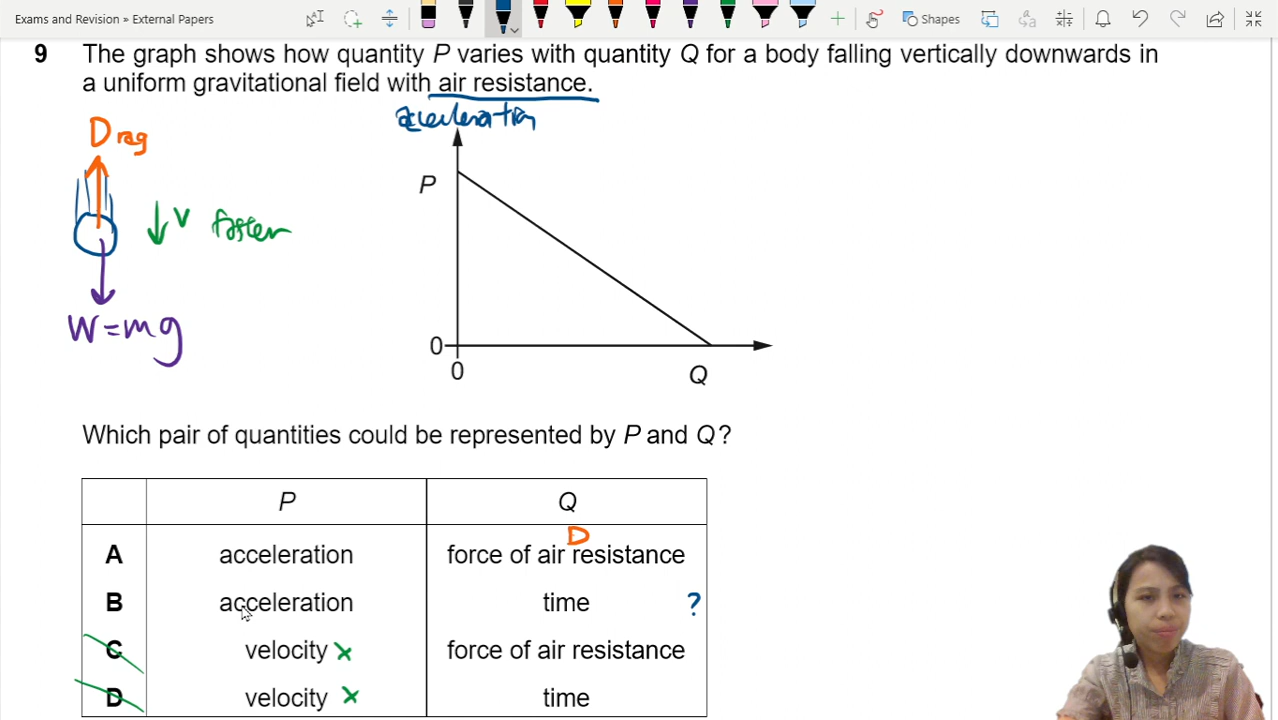 Exams and Revision » External Papers
Shapes
9 The graph shows how quantity P varies with quantity Q for a body falling vertically downwards in
a uniform gravitational field with air resistance.
acceleration
Drag
P
↓ v faster
W = mg
0
0
Q
Which pair of quantities could be represented by P and Q?
P Q
D
A acceleration force of air resistance
B acceleration time ?
C velocity x force of air resistance
D velocity x time